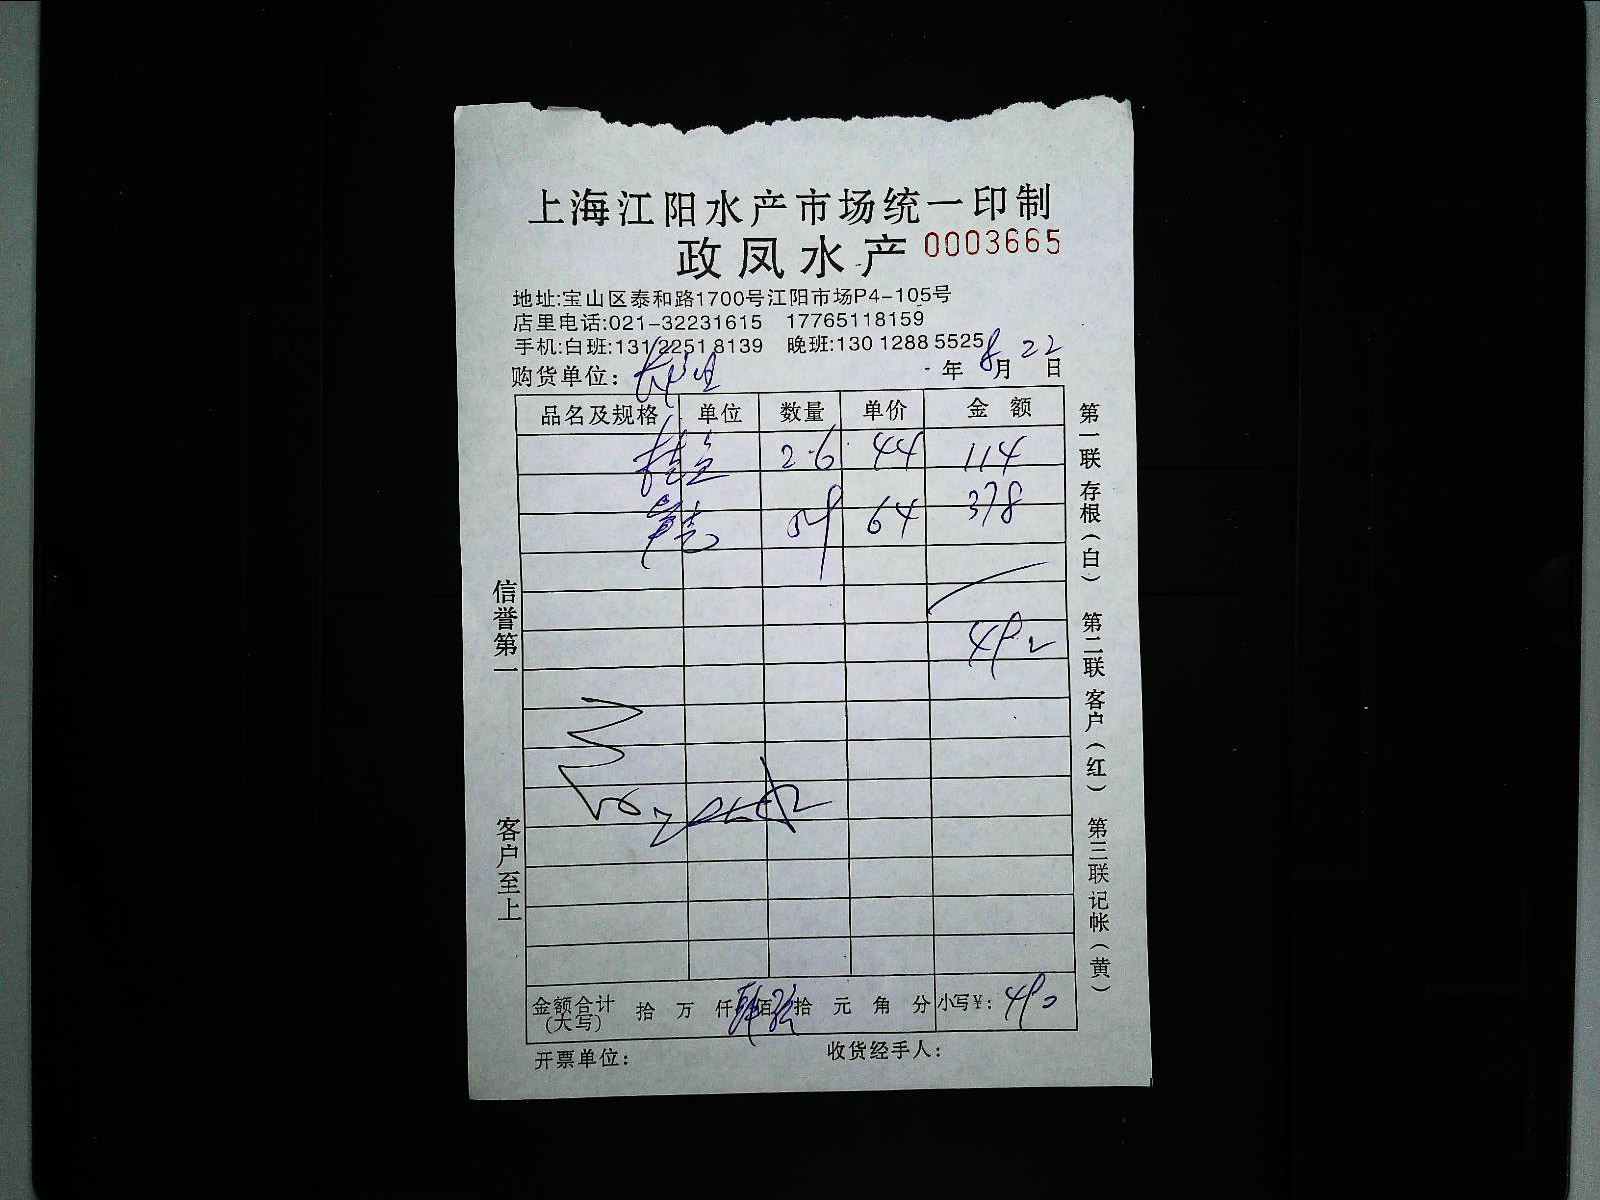 上海江阳水产市场统一印制
政凤水产 0003665
地址:宝山区泰和路1700号江阳市场P4-105号
店里电话:021-32231615 17765118159
手机:白班:131 2251 8139 晚班:130 1288 5525
购货单位: 年 8月 22日
品名及规格 单位 数量 单价 金额
2.6 44 114
64 378
492
金额合计(大写) 拾 万 仟 佰 拾 元 角 分 小写¥: 490
开票单位: 收货经手人:
信誉第一
客户至上
第一联 存根(白)
第二联 客户(红)
第三联 记帐(黄)